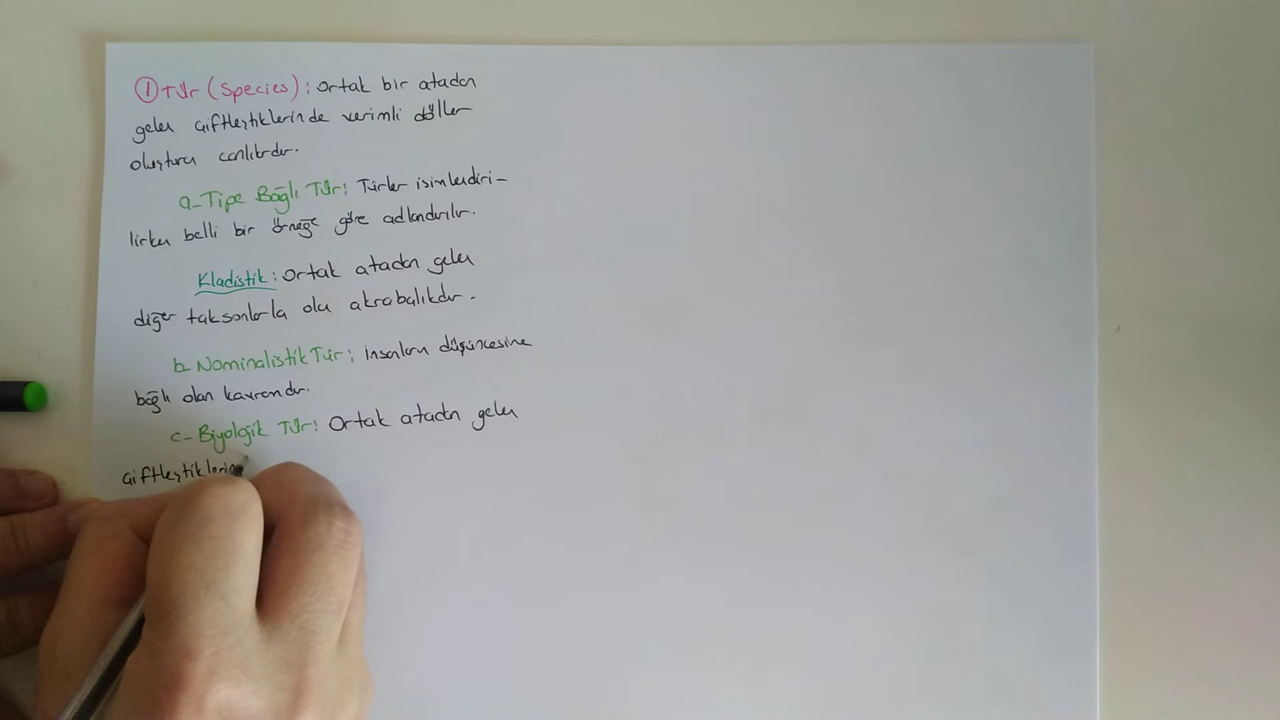 ① Tür (Species): Ortak bir atadan
gelen çiftleştiklerinde verimli döller
oluşturan canlılardır.
a- Tipe Bağlı Tür: Türler isimlendiri-
lirken belli bir örneğe göre adlandırılır.
Kladistik: Ortak atadan gelen
diğer taksonlarla olan akrabalıktır.
b- Nominalistik Tür: insanların düşüncesine
bağlı olan kavramdır.
c- Biyolojik Tür: Ortak atadan gelen
çiftleştiklerin